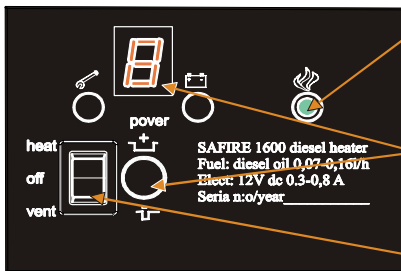 8
pover
+
heat
off
vent
SAFIRE 1600 diesel heater
Fuel: diesel oil 0,07-0,16l/h
Elect: 12V dc 0.3-0,8 A
Seria n:o/year